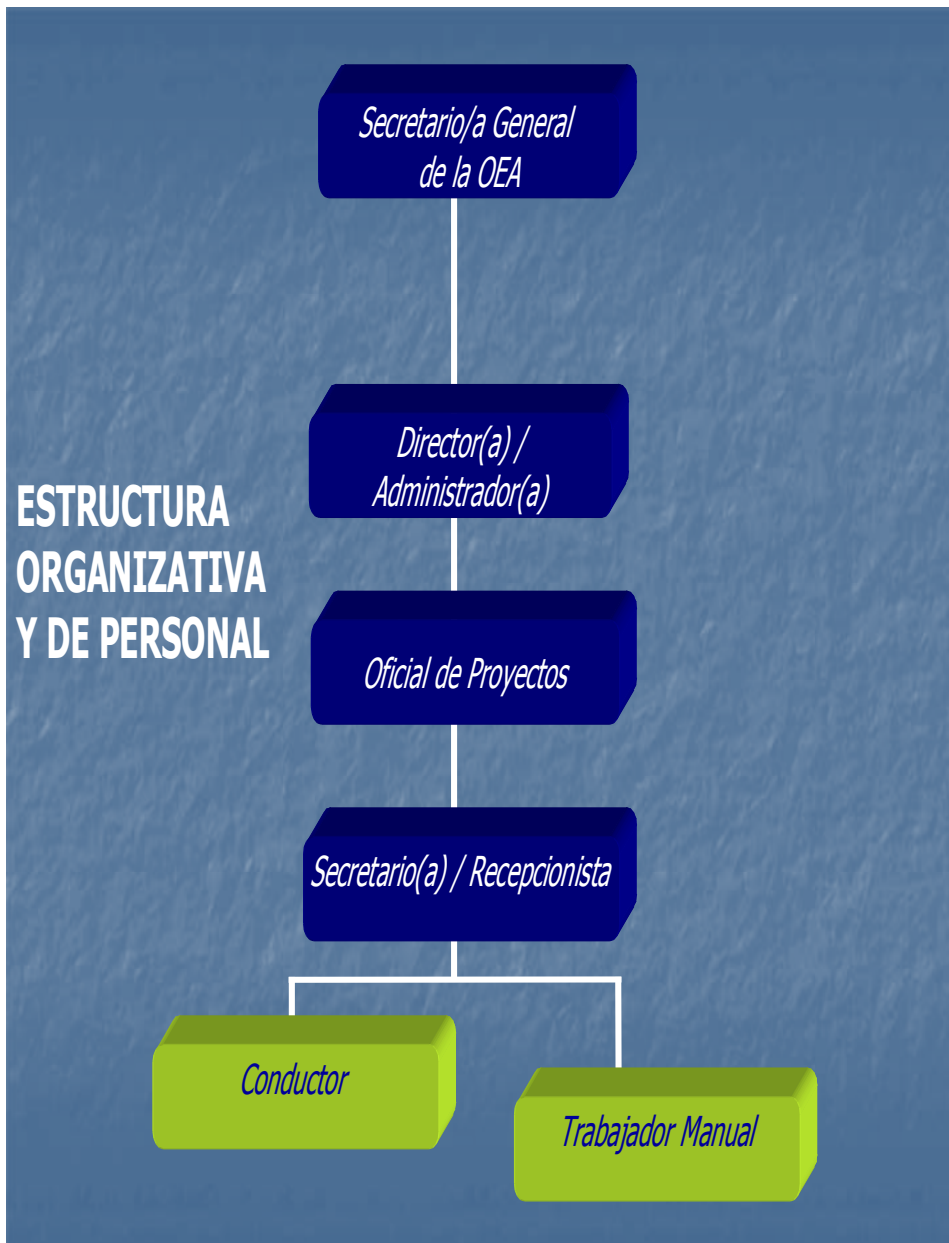 Secretario/a General
de la OEA
Director(a) /
Administrador(a)
ESTRUCTURA
ORGANIZATIVA
Y DE PERSONAL
Oficial de Proyectos
Secretario(a) / Recepcionista
Conductor
Trabajador Manual